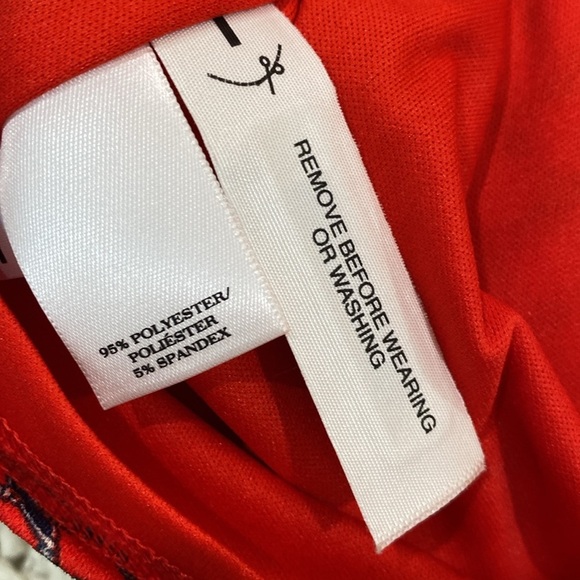 95% POLYESTER/
POLIÉSTER
5% SPANDEX
REMOVE BEFORE WEARING
OR WASHING